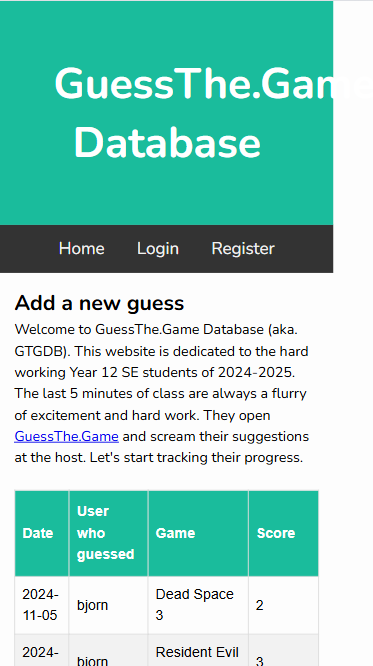 GuessThe.Game
Database
Home Login Register
Add a new guess
Welcome to GuessThe.Game Database (aka.
GTGDB). This website is dedicated to the hard
working Year 12 SE students of 2024-2025.
The last 5 minutes of class are always a flurry
of excitement and hard work. They open
GuessThe.Game and scream their suggestions
at the host. Let's start tracking their progress.
Date User who guessed Game Score
2024-11-05 bjorn Dead Space 3 2
2024- bjorn Resident Evil 3